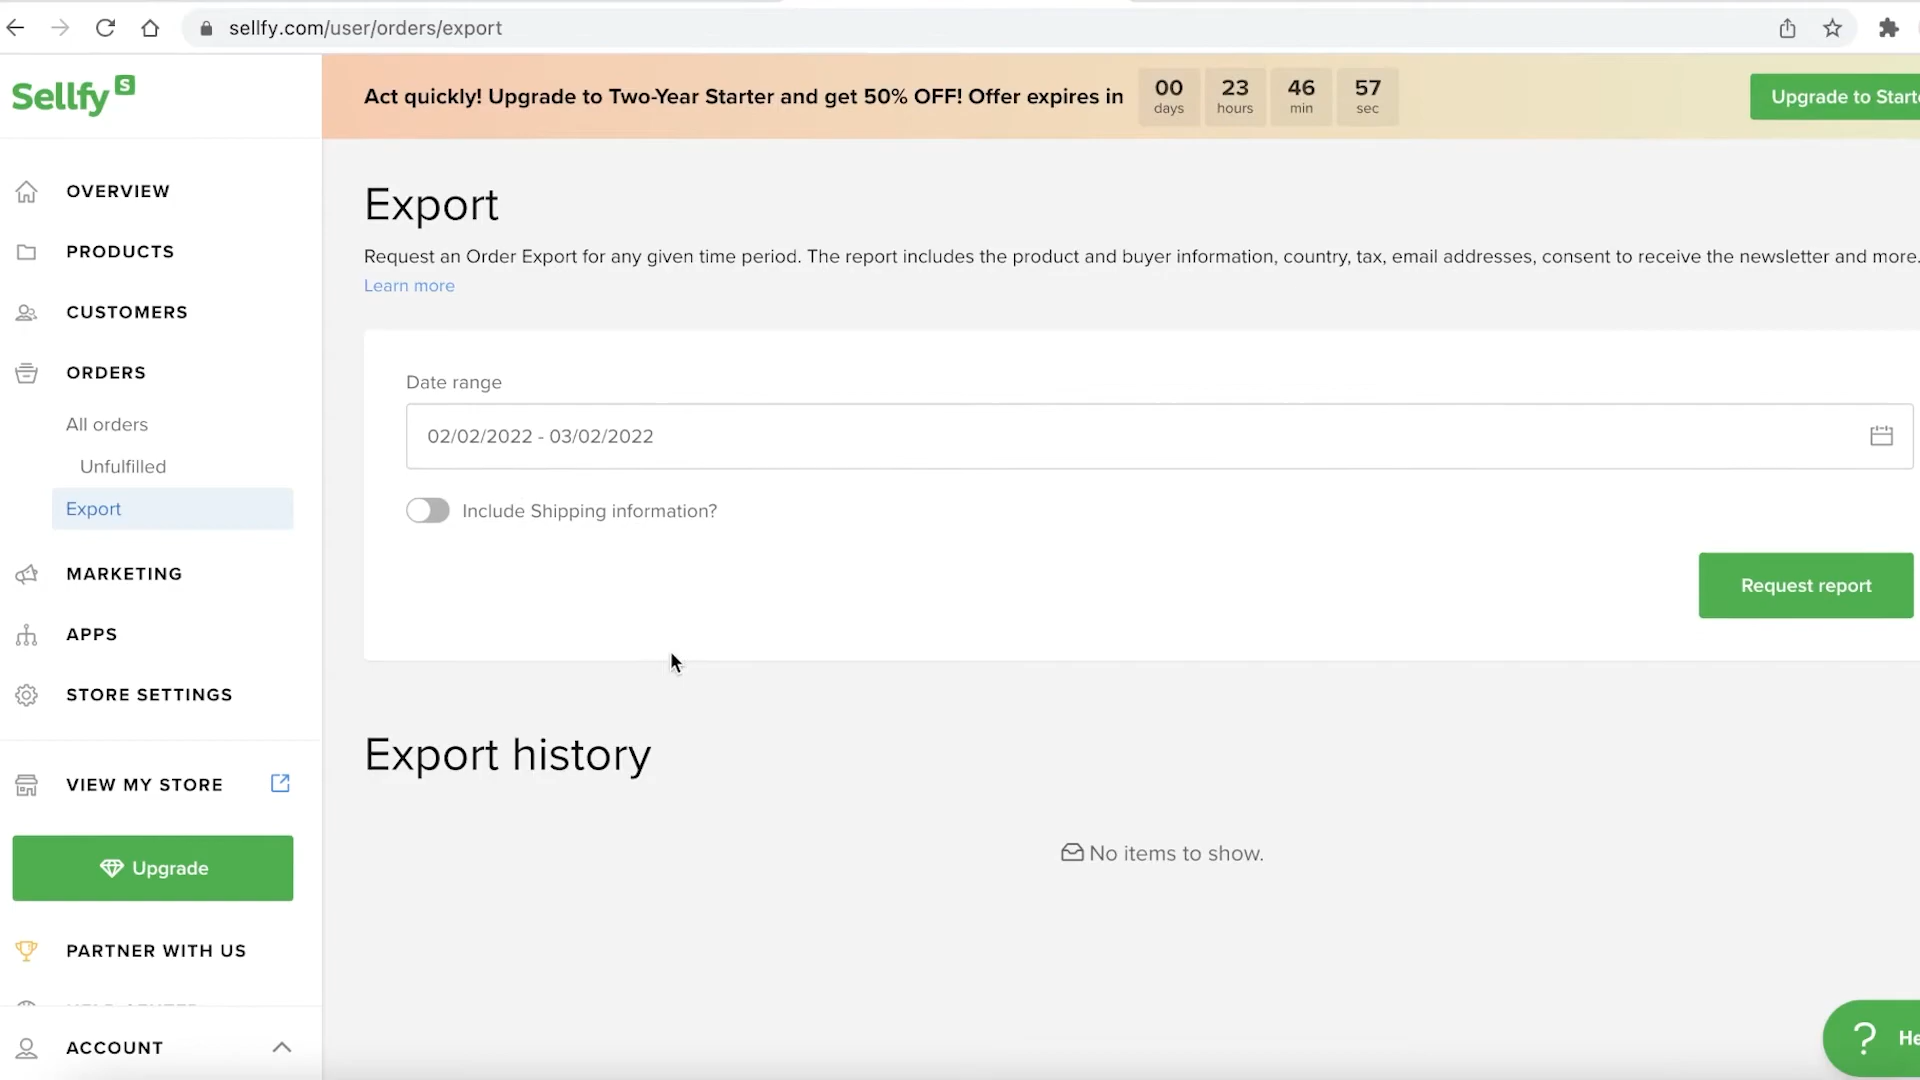 sellfy.com/user/orders/export
Sellfy S
Act quickly! Upgrade to Two-Year Starter and get 50% OFF! Offer expires in
00 days
23 hours
46 min
57 sec
Upgrade to
OVERVIEW
PRODUCTS
CUSTOMERS
ORDERS
All orders
Unfulfilled
Export
MARKETING
APPS
STORE SETTINGS
VIEW MY STORE
Upgrade
PARTNER WITH US
ACCOUNT
Export
Request an Order Export for any given time period. The report includes the product and buyer information, country, tax, email addresses, consent to receive the newsletter and more.
Learn more
Date range
02/02/2022 - 03/02/2022
Include Shipping information?
Request report
Export history
No items to show.
?